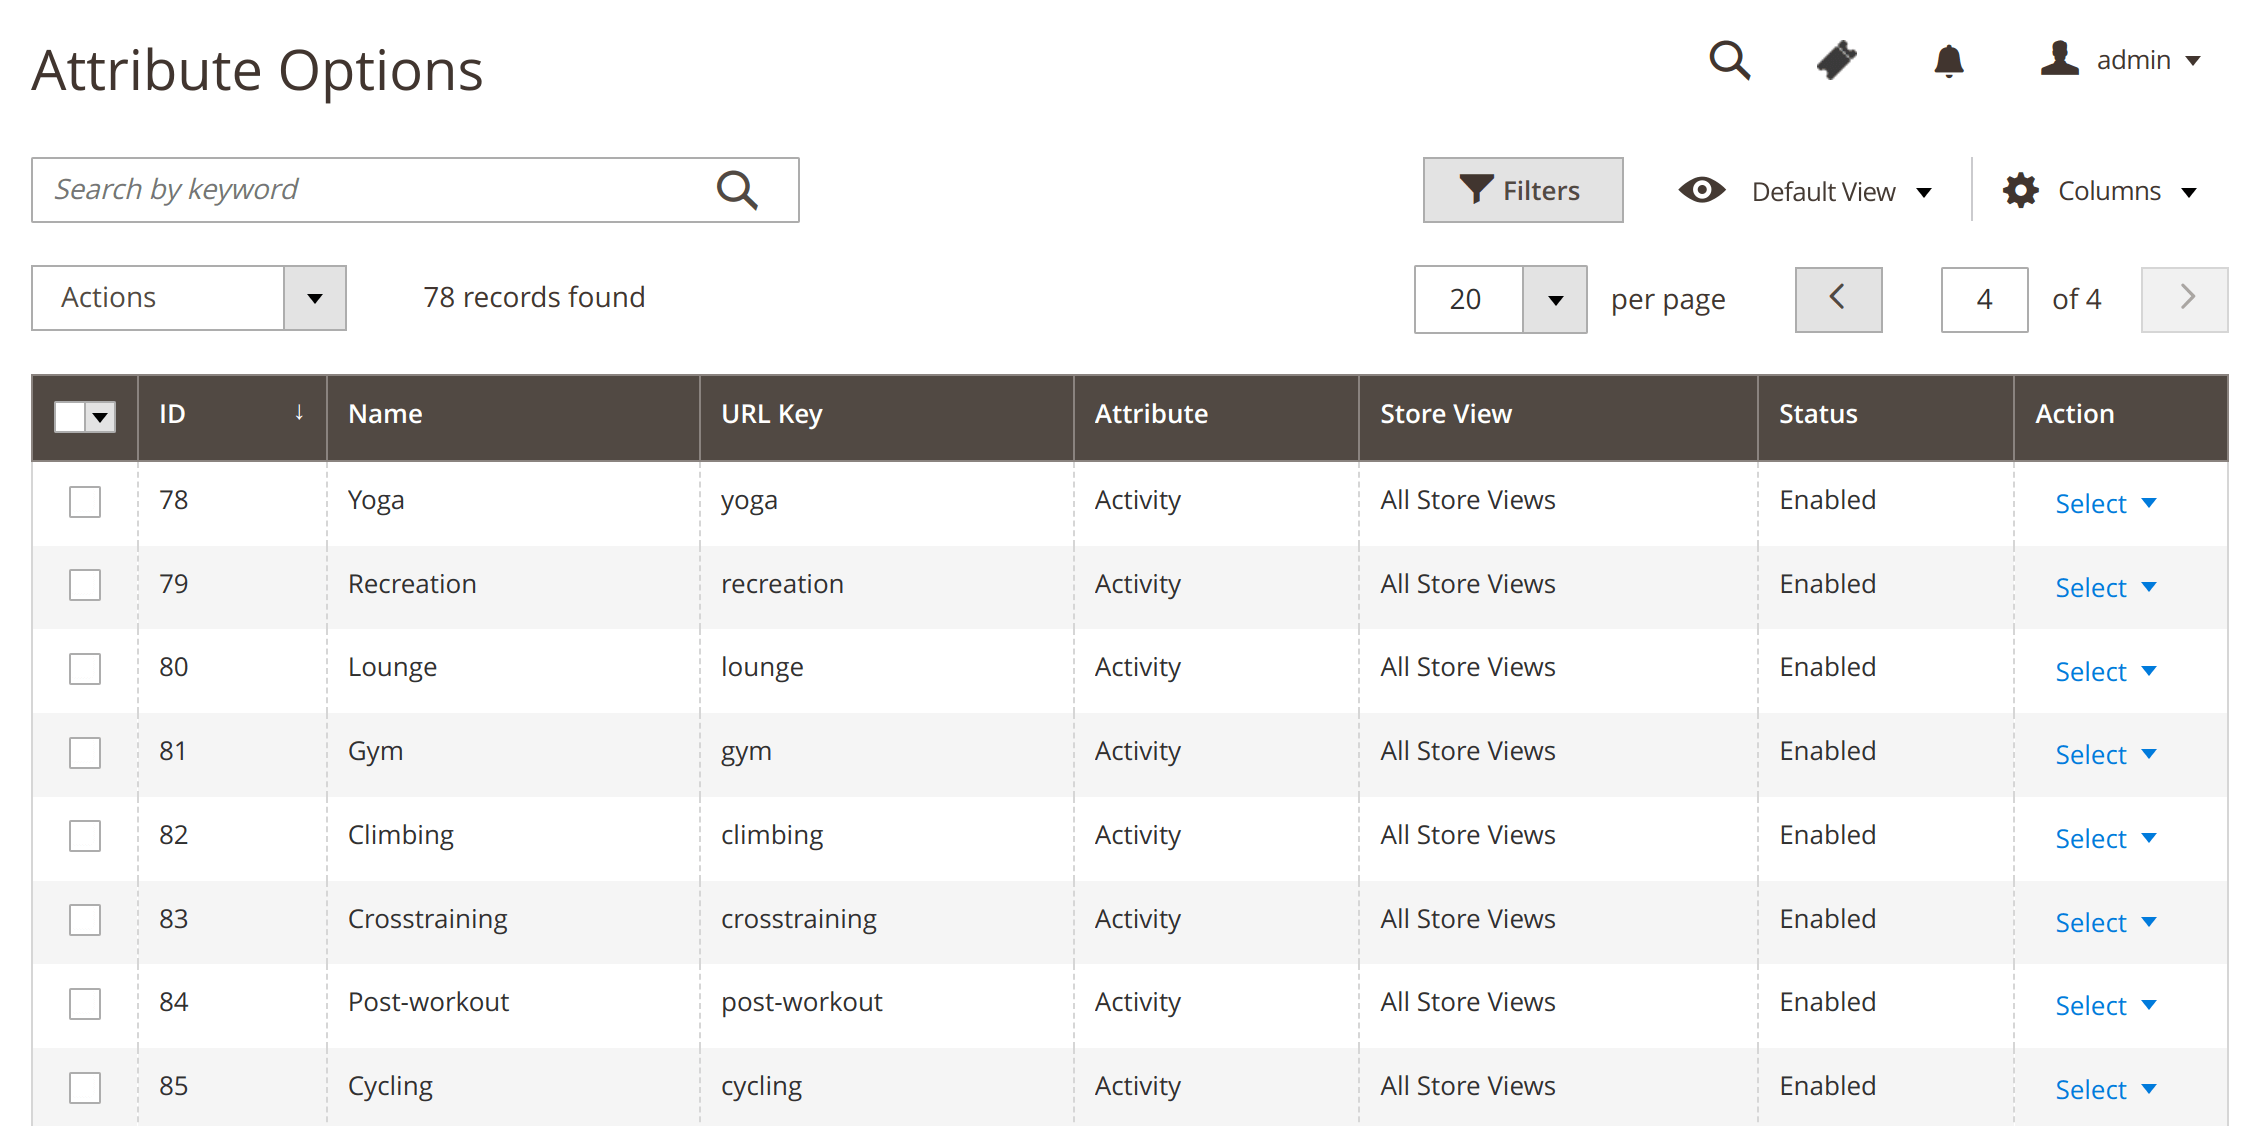 Attribute Options
admin
Search by keyword
Filters
Default View
Columns
Actions
78 records found
20
per page
4
of 4
ID ↓ Name URL Key Attribute Store View Status Action
78 Yoga yoga Activity All Store Views Enabled Select
79 Recreation recreation Activity All Store Views Enabled Select
80 Lounge lounge Activity All Store Views Enabled Select
81 Gym gym Activity All Store Views Enabled Select
82 Climbing climbing Activity All Store Views Enabled Select
83 Crosstraining crosstraining Activity All Store Views Enabled Select
84 Post-workout post-workout Activity All Store Views Enabled Select
85 Cycling cycling Activity All Store Views Enabled Select